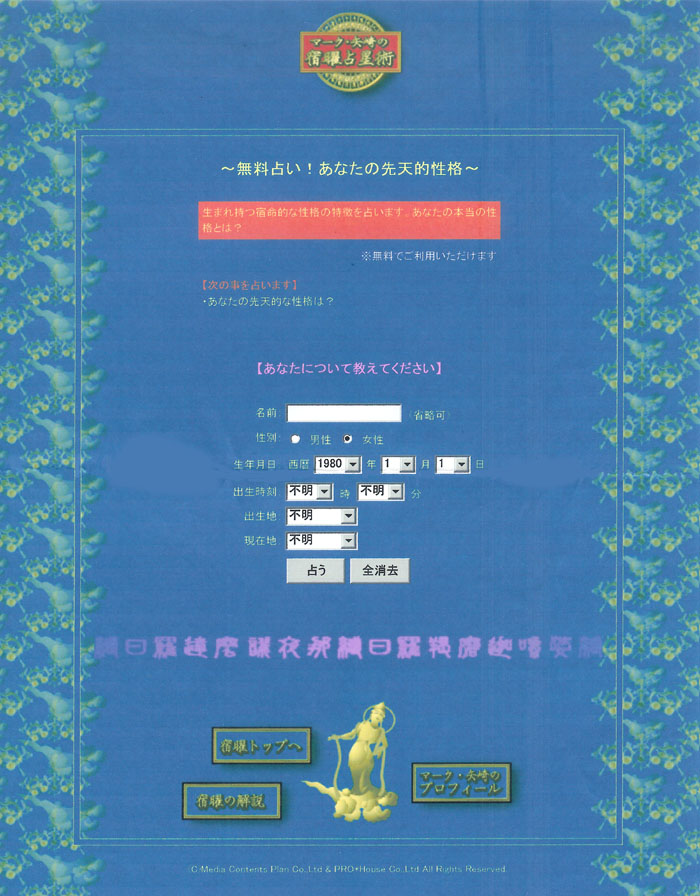 マーク・矢崎の
宿曜占星術
～無料占い！あなたの先天的性格～
生まれ持つ宿命的な性格の特徴を占います。あなたの本当の性
格とは？
※無料でご利用いただけます
【次の事を占います】
・あなたの先天的な性格は？
【あなたについて教えてください】
名前 （省略可）
性別 男性 女性
生年月日 西暦 1980 年 1 月 1 日
出生時刻 不明 時 不明 分
出生地 不明
現在地 不明
占う 全消去
宿曜トップへ
宿曜の解説
マーク・矢崎の
プロフィール
C:Media Contents Plan Co.,Ltd & PRO*House Co.,Ltd All Rights Reserved.